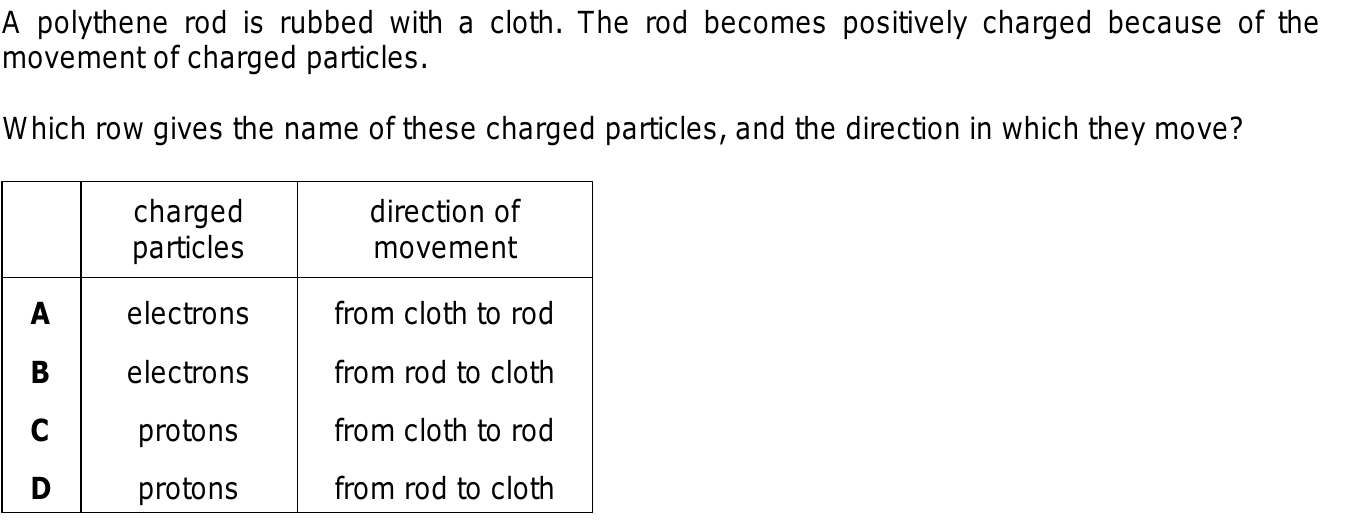 A polythene rod is rubbed with a cloth. The rod becomes positively charged because of the
movement of charged particles.
Which row gives the name of these charged particles, and the direction in which they move?
charged particles direction of movement
A electrons from cloth to rod
B electrons from rod to cloth
C protons from cloth to rod
D protons from rod to cloth